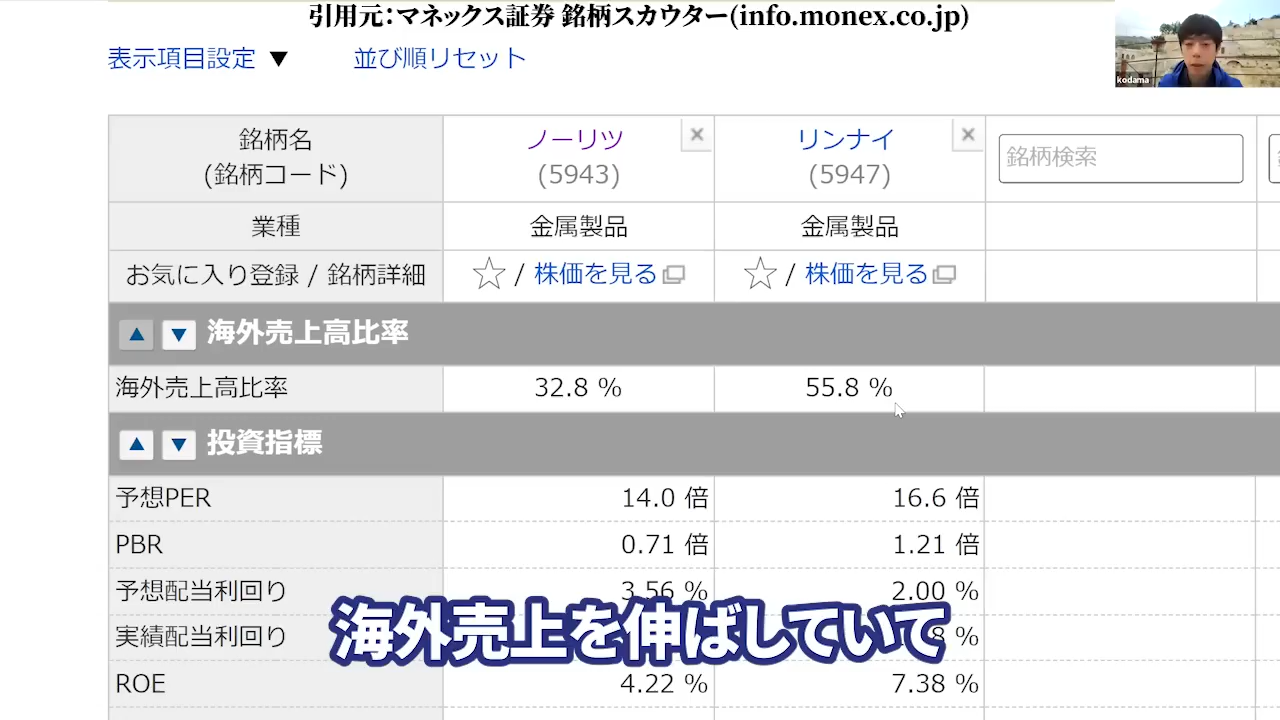 引用元：マネックス証券 銘柄スカウター(info.monex.co.jp)
kodama
表示項目設定 ▼ 並び順リセット
銘柄名 ノーリツ × リンナイ × 銘柄検索
(銘柄コード) (5943) (5947)
業種 金属製品 金属製品
お気に入り登録 / 銘柄詳細 ☆ / 株価を見る ☆ / 株価を見る
▲ ▼ 海外売上高比率
海外売上高比率 32.8 % 55.8 %
▲ ▼ 投資指標
予想PER 14.0 倍 16.6 倍
PBR 0.71 倍 1.21 倍
予想配当利回り 3.56 % 2.00 %
実績配当利回り 8 %
海外売上を伸ばしていて
ROE 4.22 % 7.38 %